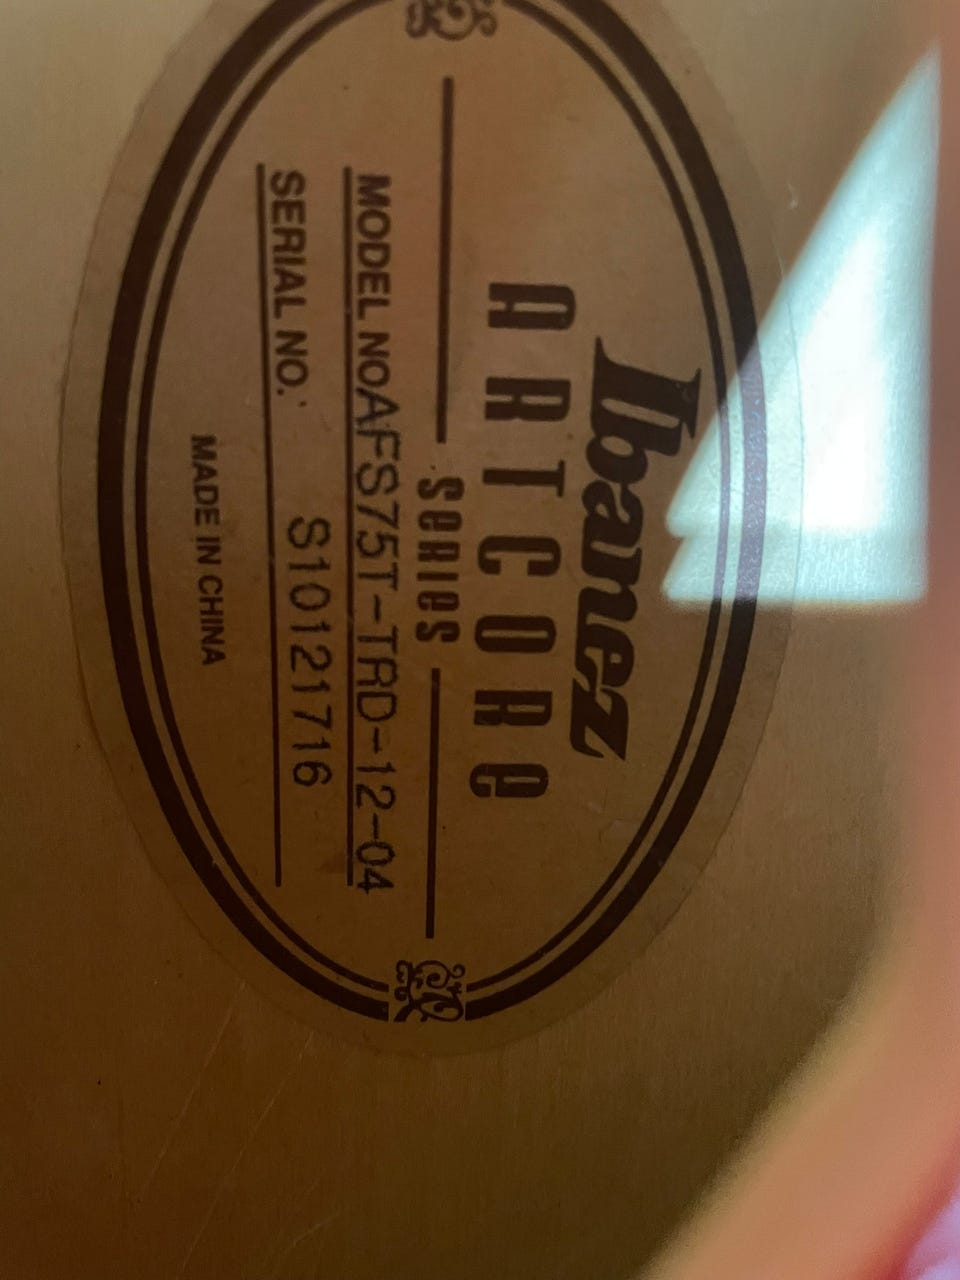 Ibanez
ARTCORE
SERIES
MODEL NO AFS75T-TRD-12-04
SERIAL NO.: S10121716
MADE IN CHINA